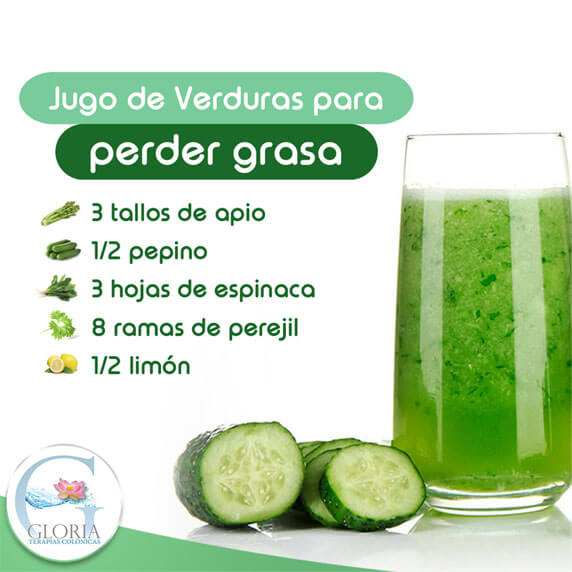 Jugo de Verduras para
perder grasa
3 tallos de apio
1/2 pepino
3 hojas de espinaca
8 ramas de perejil
1/2 limón
G
GLORIA
TERAPIAS COLÓNICAS